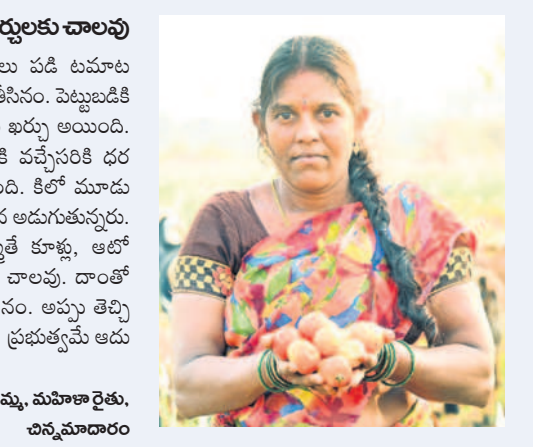 ఖర్చులకు చాలవు
పడి టమాట
తీసినం. పెట్టుబడికి
ఖర్చు అయింది.
వచ్చేసరికి ధర
కిలో మూడు
అడుగుతున్నరు.
కూళ్లు, ఆటో
చాలవు. దాంతో
అప్పు తెచ్చి
ప్రభుత్వమే ఆదు
మహిళా రైతు,
చిన్నమాదారం